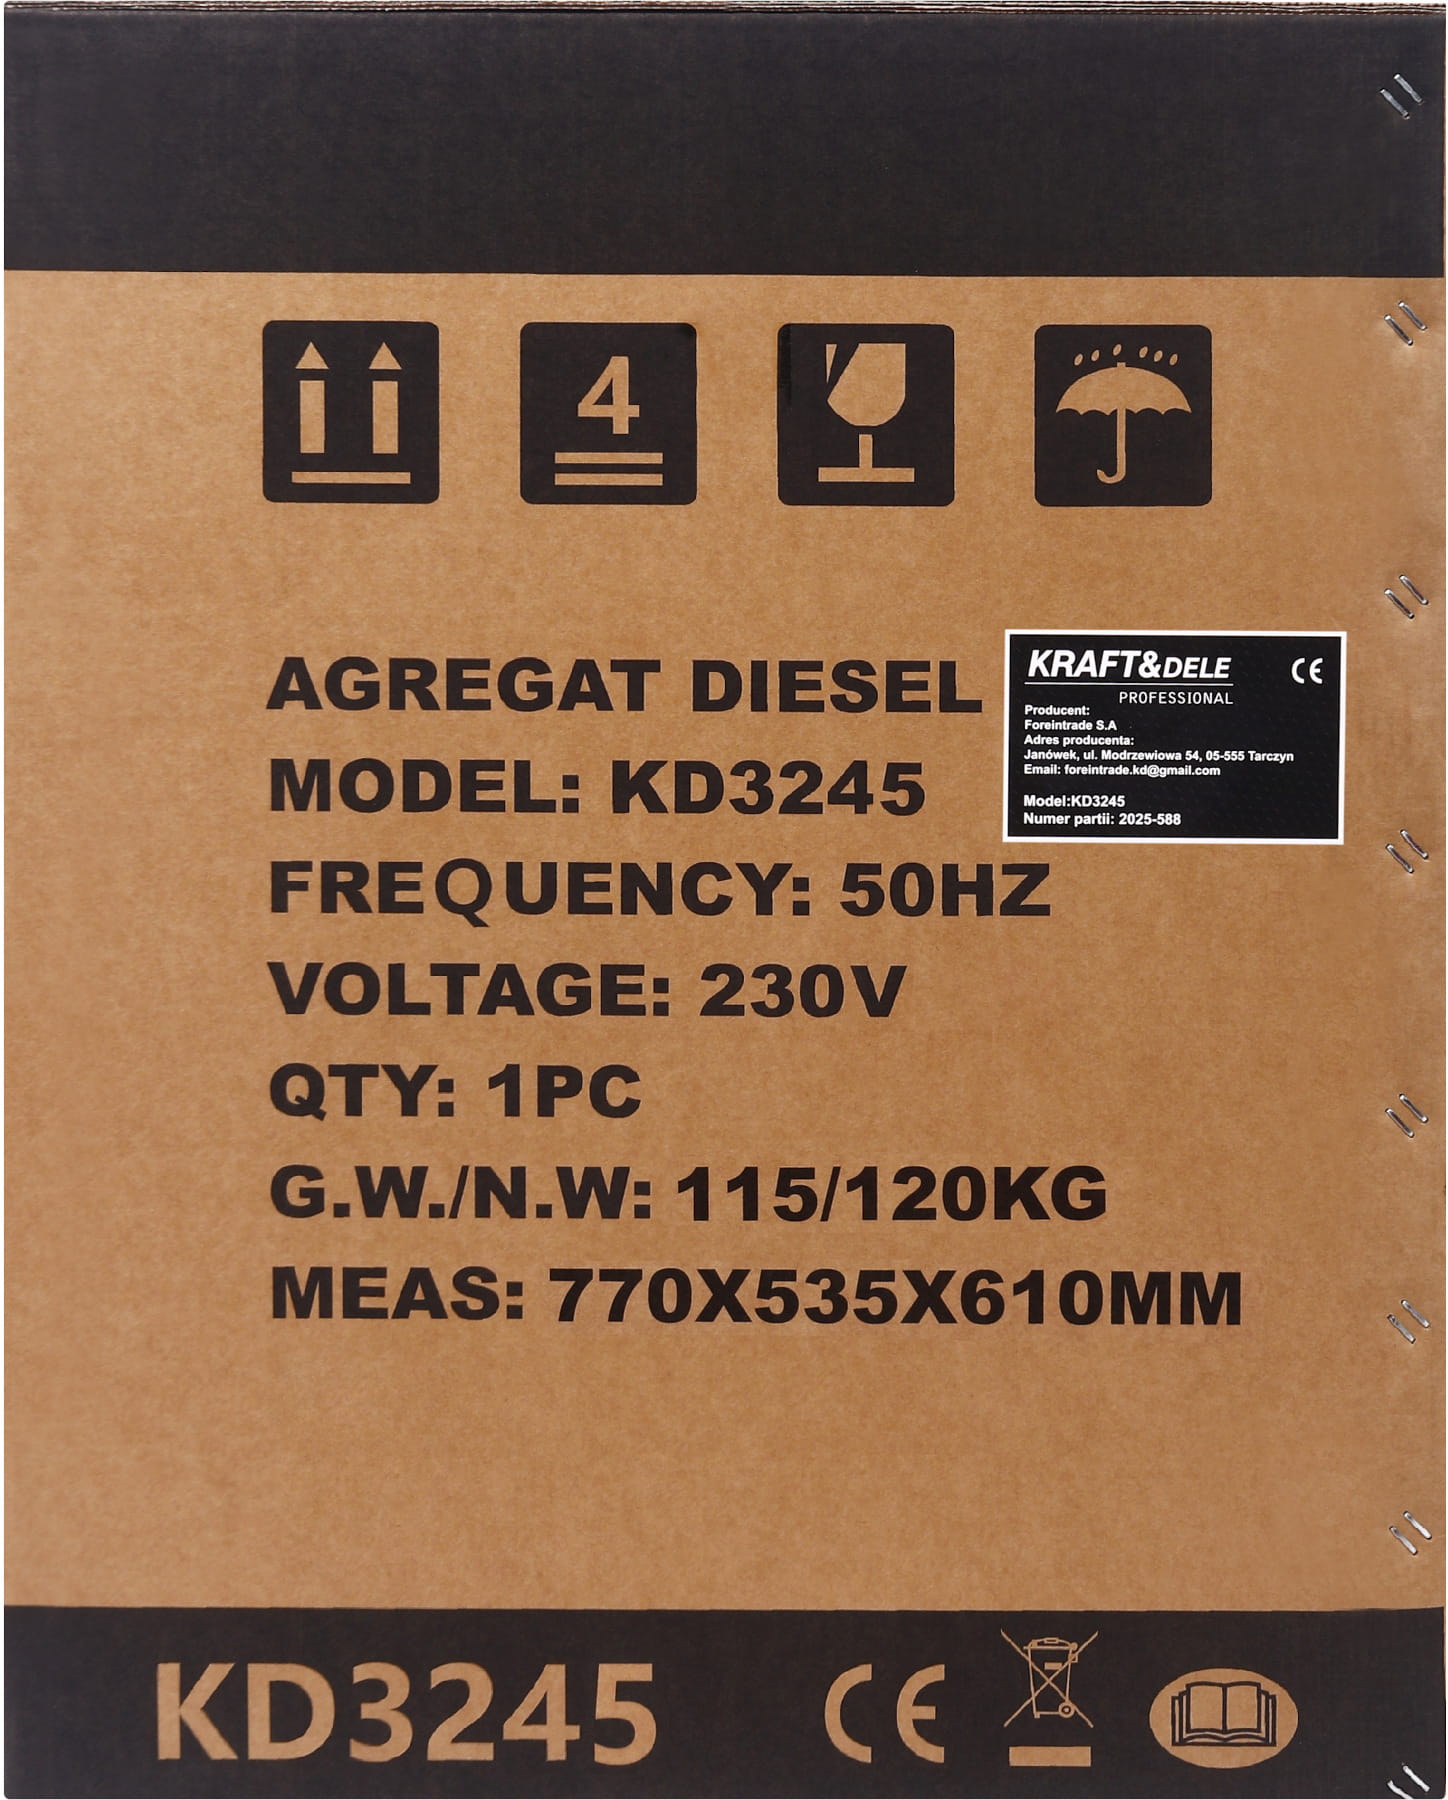 4
AGREGAT DIESEL
MODEL: KD3245
FREQUENCY: 50HZ
VOLTAGE: 230V
QTY: 1PC
G.W./N.W: 115/120KG
MEAS: 770X535X610MM
KRAFT&DELE CE
PROFESSIONAL
Producent:
Foreintrade S.A
Adres producenta:
Janówek, ul. Modrzewiowa 54, 05-555 Tarczyn
Email: foreintrade.kd@gmail.com
Model:KD3245
Numer partii: 2025-588
KD3245 CE